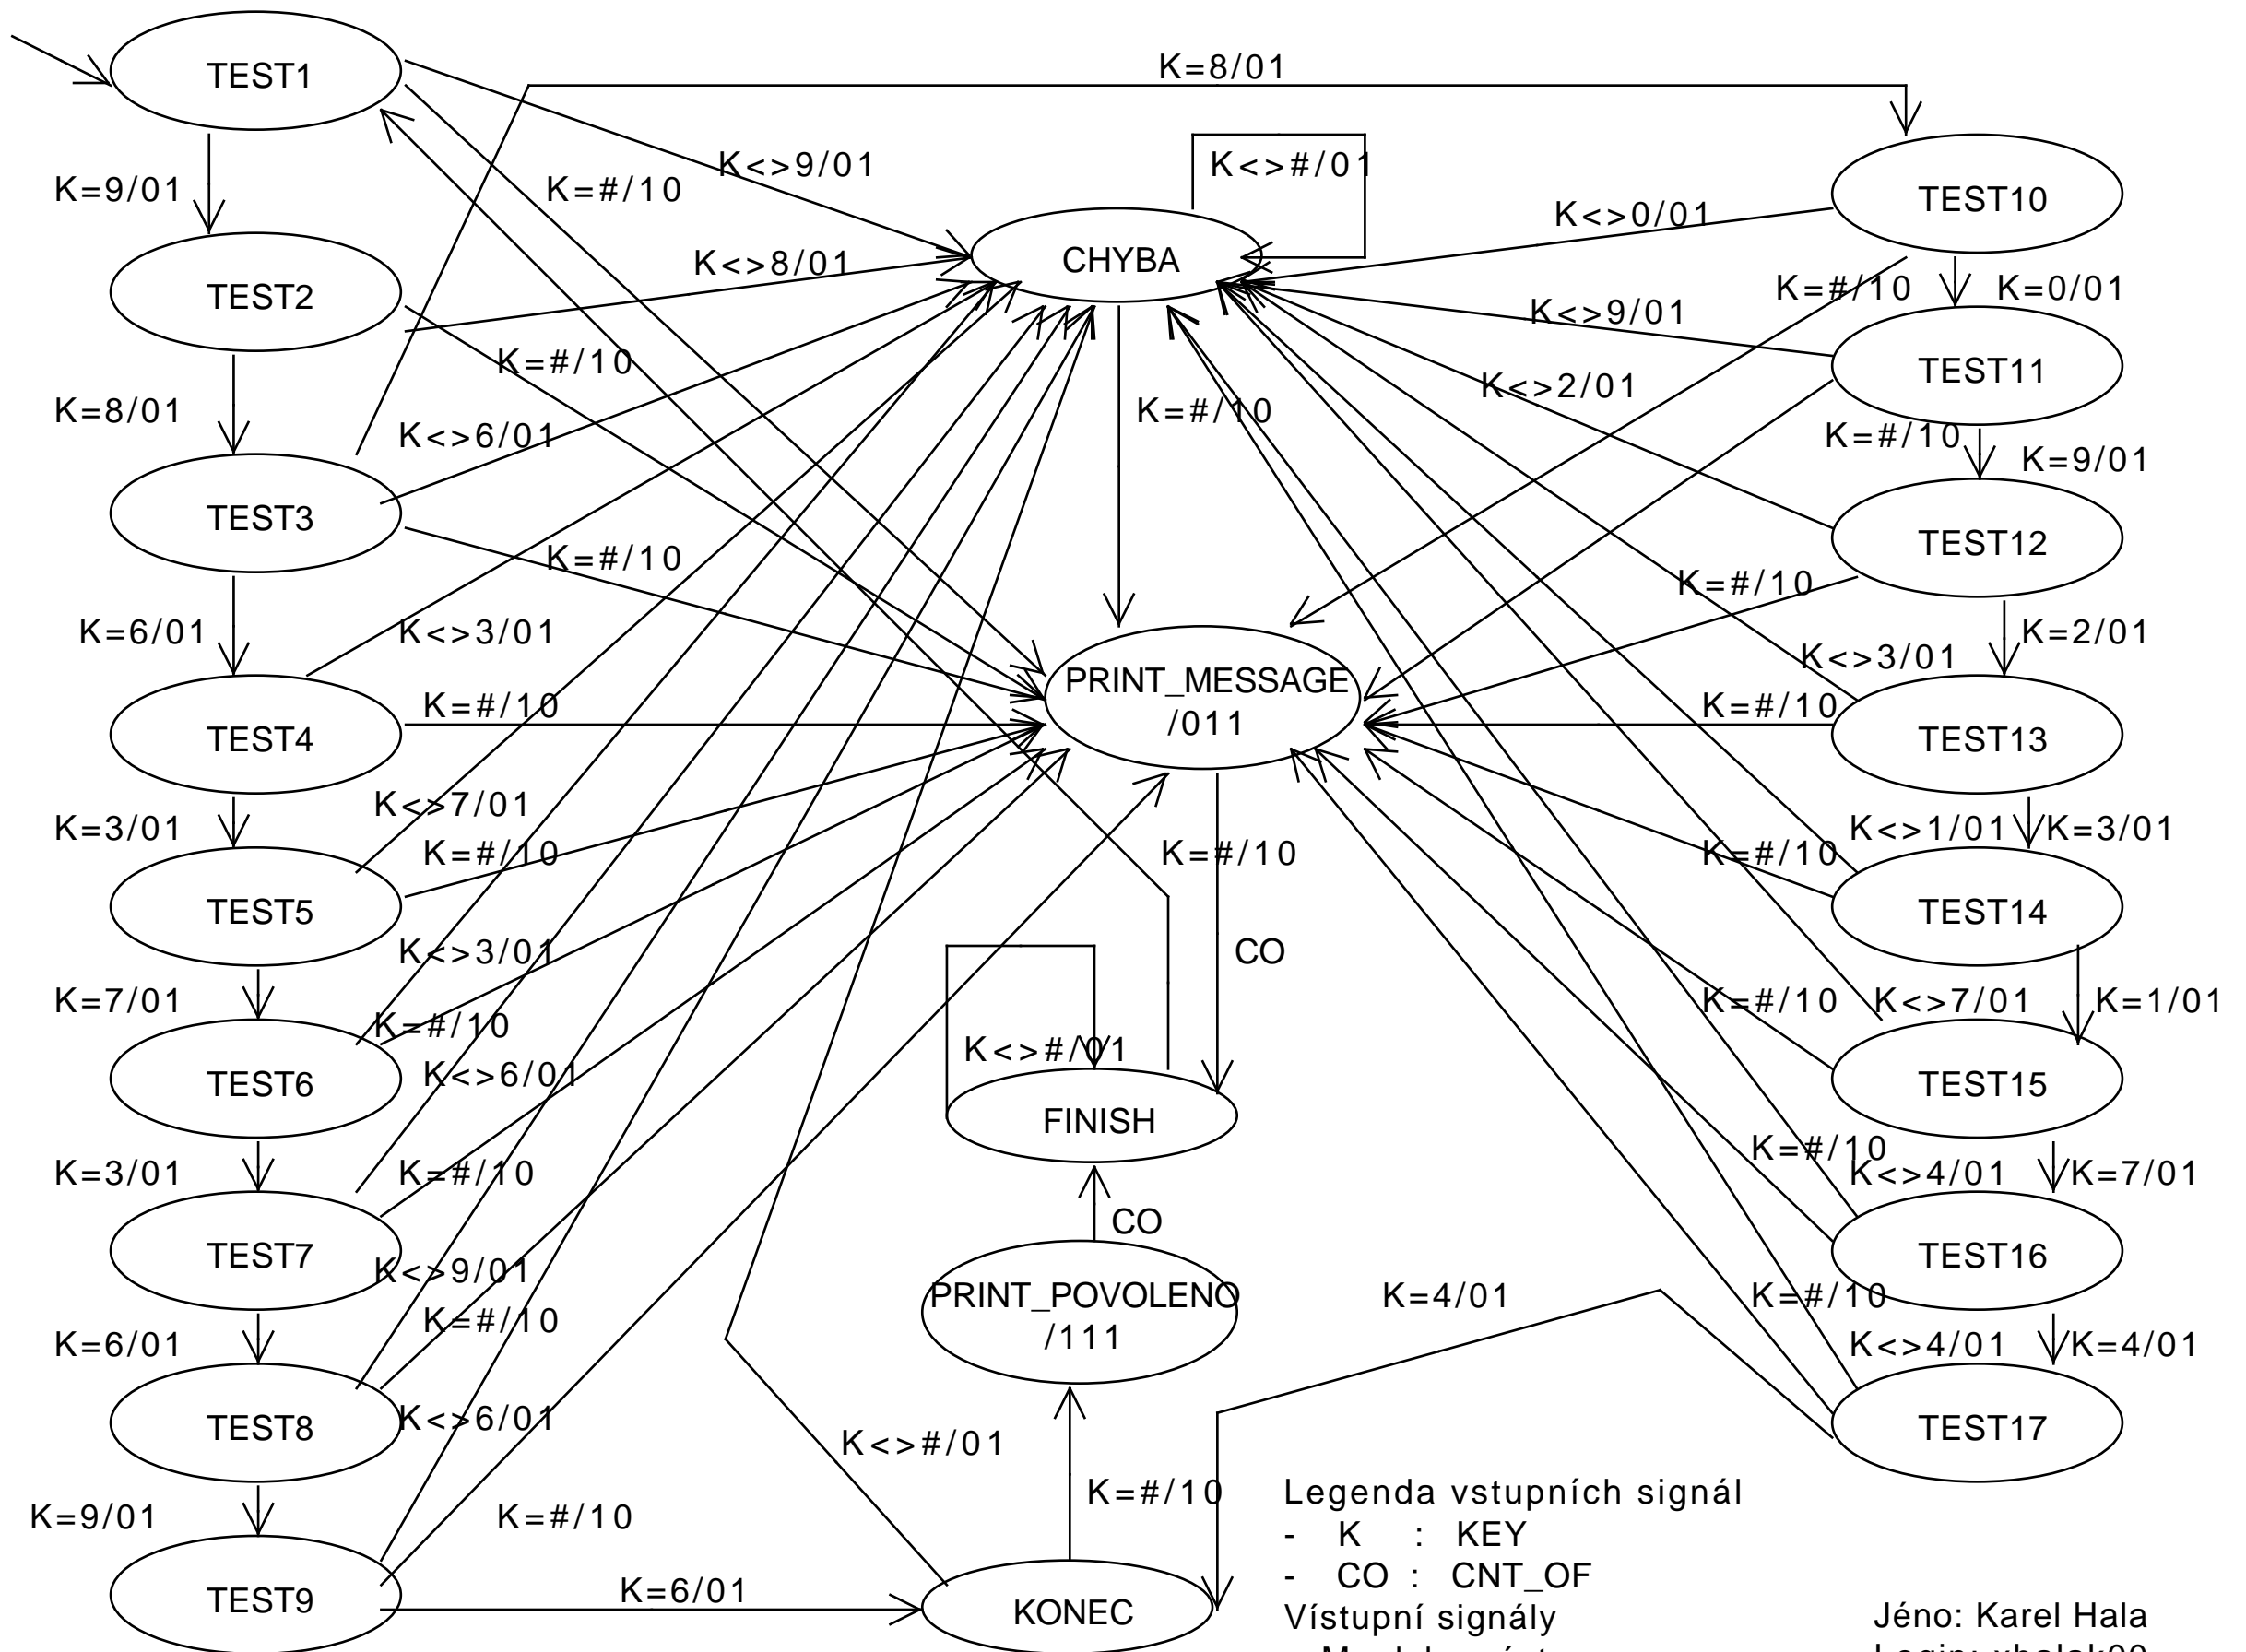 K=8/01
TEST1
K<>9/01
K<>#/01
K=9/01
K=#/10
TEST10
K<>0/01
TEST2
K<>8/01
CHYBA
K=#/10
K=0/01
K<>9/01
K=#/10
TEST11
K=8/01
K<>2/01
K=#/10
K<>6/01
K=#/10
K=9/01
TEST3
TEST12
K=#/10
K=#/10
K=6/01
K<>3/01
K=2/01
K<>3/01
PRINT_MESSAGE
/011
K=#/10
K=#/10
TEST4
TEST13
K<>7/01
K=3/01
K<>1/01
K=3/01
K=#/10
K=#/10
K=#/10
TEST5
TEST14
K<>3/01
CO
K=7/01
K=#/10
K<>7/01
K=1/01
K=#/10
K<>#/01
K<>6/01
TEST6
TEST15
FINISH
K=#/10
K=3/01
K=#/10
K<>4/01
K=7/01
CO
TEST7
TEST16
K<>9/01
PRINT_POVOLENO
/111
K=4/01
K=#/10
K=#/10
K=6/01
K<>4/01
K=4/01
TEST8
K<>6/01
TEST17
K<>#/01
K=9/01
K=#/10
K=#/10
Legenda vstupních signál
- K : KEY
- CO : CNT_OF
TEST9
K=6/01
KONEC
Vístupní signály
Jéno: Karel Hala